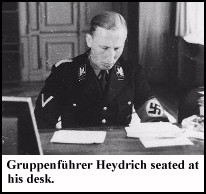 Gruppenführer Heydrich seated at
his desk.